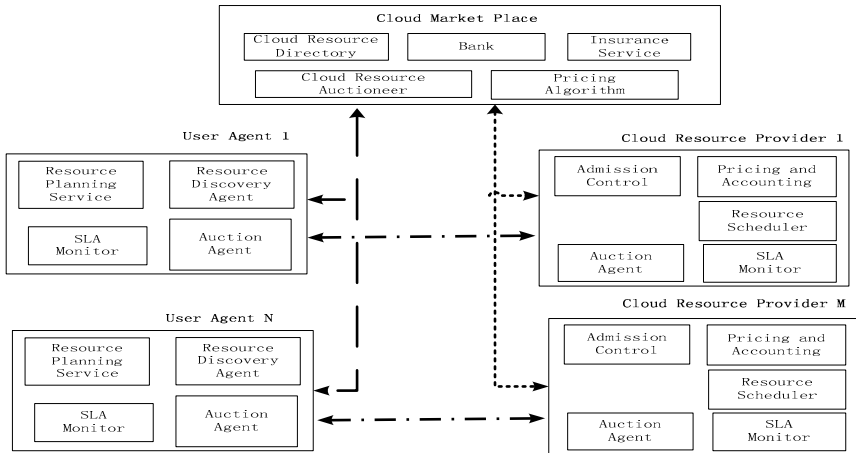 Cloud Market Place
Cloud Resource
Directory
Bank
Insurance
Service
Cloud Resource
Auctioneer
Pricing
Algorithm
User Agent 1
Resource
Planning
Service
Resource
Discovery
Agent
SLA
Monitor
Auction
Agent
Cloud Resource Provider 1
Admission
Control
Pricing and
Accounting
Resource
Scheduler
Auction
Agent
SLA
Monitor
User Agent N
Resource
Planning
Service
Resource
Discovery
Agent
SLA
Monitor
Auction
Agent
Cloud Resource Provider M
Admission
Control
Pricing and
Accounting
Resource
Scheduler
Auction
Agent
SLA
Monitor